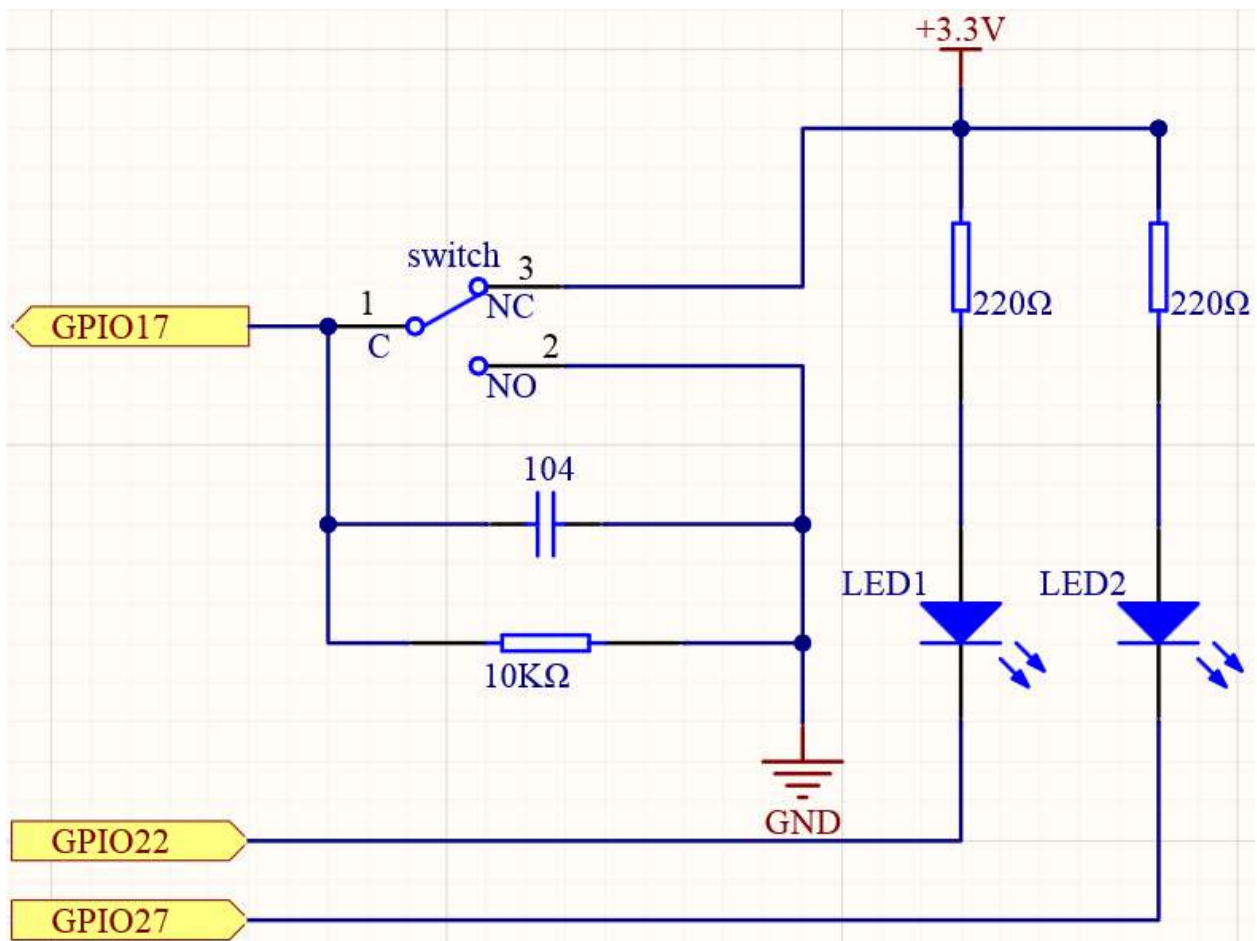 +3.3V
switch
3
NC
1
C
GPIO17
2
NO
220Ω
220Ω
104
10KΩ
LED1
LED2
GND
GPIO22
GPIO27